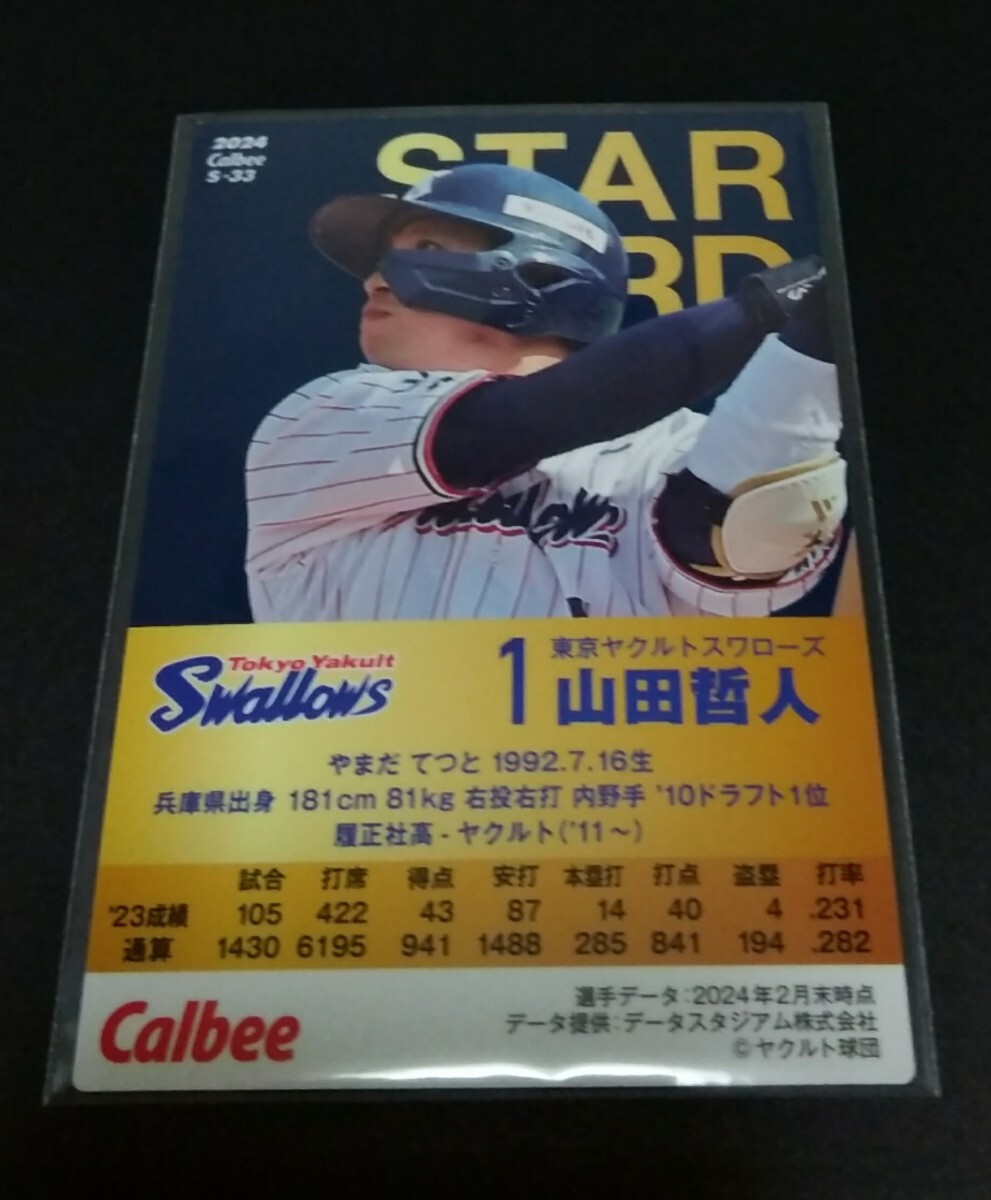 2024
Calbee
S-33
STAR
Swallows
Tokyo Yakult
Swallows
1
東京ヤクルトスワローズ
山田哲人
やまだ てつと 1992.7.16生
兵庫県出身 181cm 81kg 右投右打 内野手 '10ドラフト1位
履正社高-ヤクルト('11〜)
試合 打席 得点 安打 本塁打 打点 盗塁 打率
'23成績 105 422 43 87 14 40 4 .231
通算 1430 6195 941 1488 285 841 194 .282
Calbee
選手データ:2024年2月末時点
データ提供:データスタジアム株式会社
©ヤクルト球団